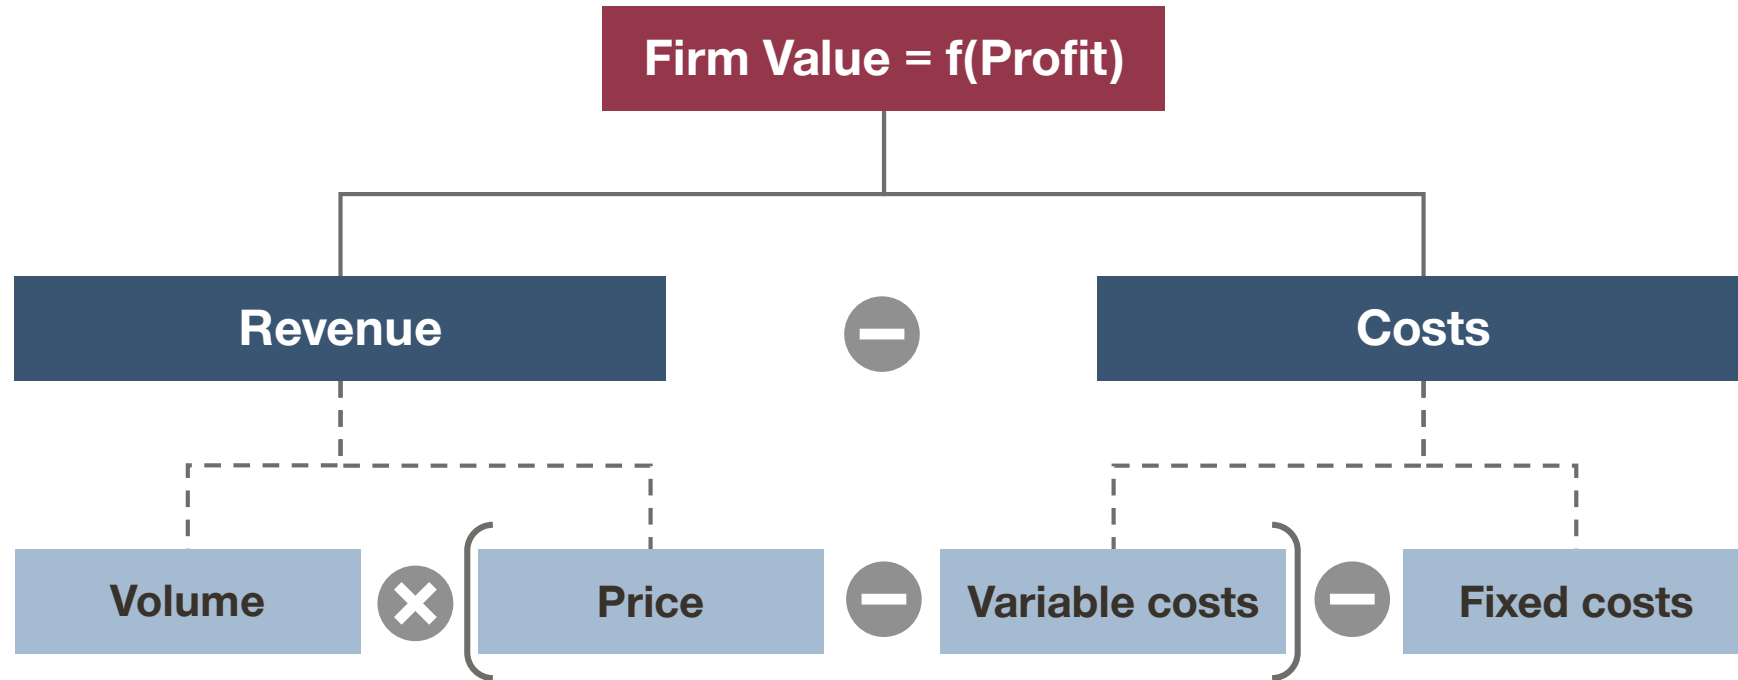 Firm Value = f(Profit)
Revenue
Costs
Volume
Price
Variable costs
Fixed costs